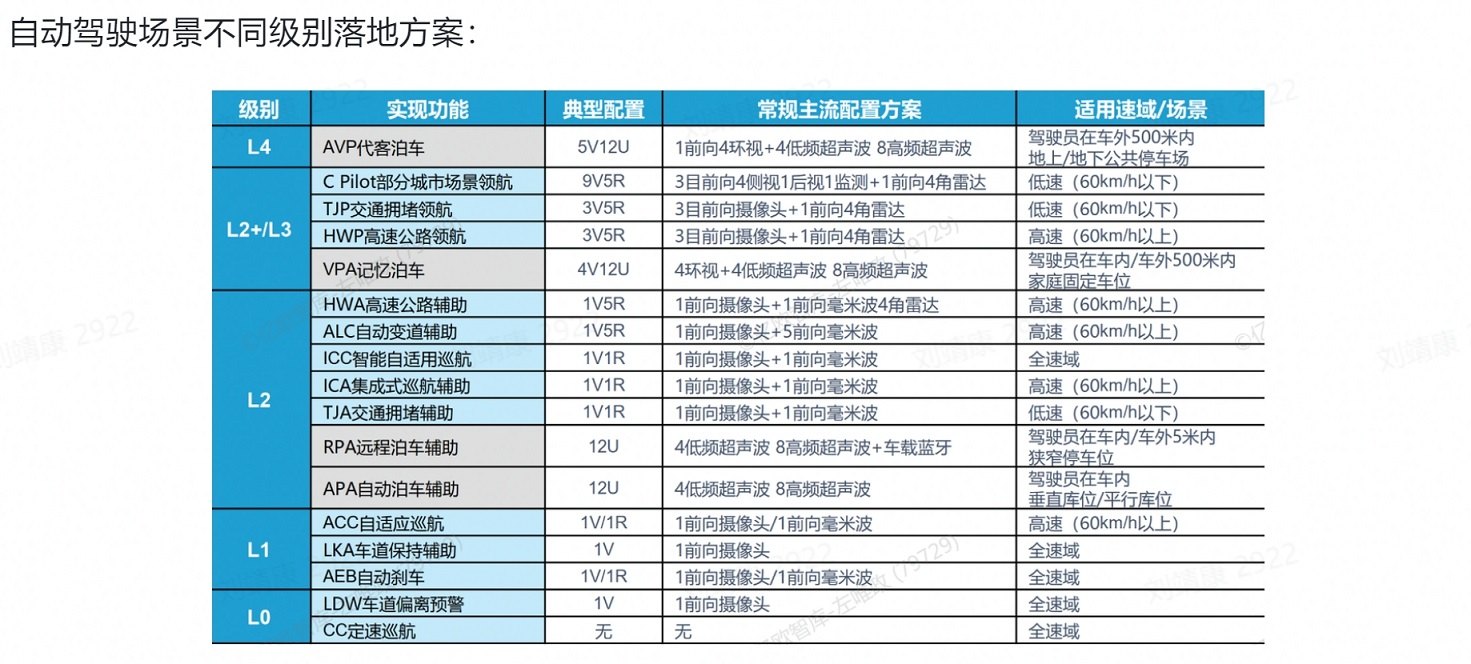 自动驾驶场景不同级别落地方案：
级别 实现功能 典型配置 常规主流配置方案 适用速域/场景
L4 AVP代客泊车 5V12U 1前向4环视+4低频超声波 8高频超声波 驾驶员在车外500米内
地上/地下公共停车场
L2+/L3 C Pilot部分城市场景领航 9V5R 3目前向4侧视1后视1监测+1前向4角雷达 低速（60km/h以下）
TJP交通拥堵领航 3V5R 3目前向摄像头+1前向4角雷达 低速（60km/h以下）
HWP高速公路领航 3V5R 3目前向摄像头+1前向4角雷达 高速（60km/h以上）
VPA记忆泊车 4V12U 4环视+4低频超声波 8高频超声波 驾驶员在车内/车外500米内
家庭固定车位
L2 HWA高速公路辅助 1V5R 1前向摄像头+1前向毫米波4角雷达 高速（60km/h以上）
ALC自动变道辅助 1V5R 1前向摄像头+5前向毫米波 高速（60km/h以上）
ICC智能自适用巡航 1V1R 1前向摄像头+1前向毫米波 全速域
ICA集成式巡航辅助 1V1R 1前向摄像头+1前向毫米波 高速（60km/h以上）
TJA交通拥堵辅助 1V1R 1前向摄像头+1前向毫米波 低速（60km/h以下）
RPA远程泊车辅助 12U 4低频超声波 8高频超声波+车载蓝牙 驾驶员在车内/车外5米内
狭窄停车位
APA自动泊车辅助 12U 4低频超声波 8高频超声波 驾驶员在车内
垂直库位/平行库位
L1 ACC自适应巡航 1V/1R 1前向摄像头/1前向毫米波 高速（60km/h以上）
LKA车道保持辅助 1V 1前向摄像头 全速域
AEB自动刹车 1V/1R 1前向摄像头/1前向毫米波 全速域
L0 LDW车道偏离预警 1V 1前向摄像头 全速域
CC定速巡航 无 无 全速域
刘靖康 2922